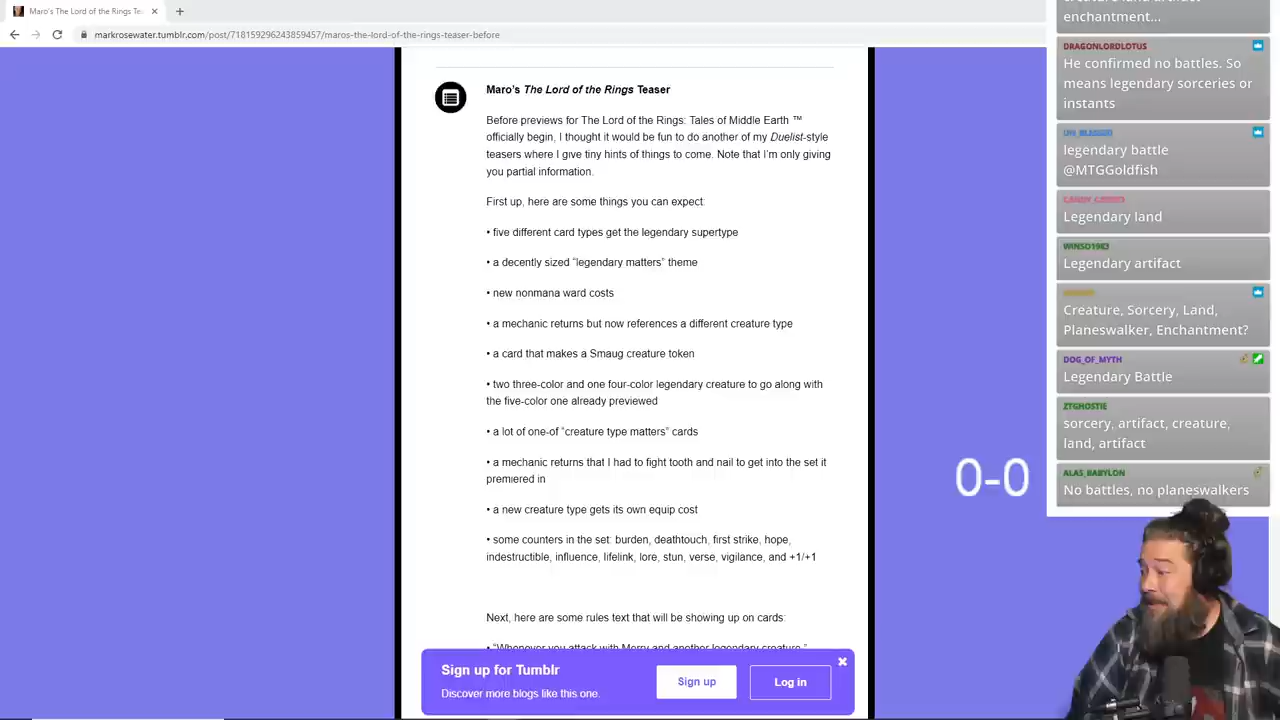 Maro's The Lord of the Rings Tea
markrosewater.tumblr.com/post/718159296243859457/maros-the-lord-of-the-rings-teaser-before
Maro's The Lord of the Rings Teaser
Before previews for The Lord of the Rings: Tales of Middle Earth ™
officially begin, I thought it would be fun to do another of my Duelist-style
teasers where I give tiny hints of things to come. Note that I'm only giving
you partial information.
First up, here are some things you can expect:
• five different card types get the legendary supertype
• a decently sized “legendary matters” theme
• new nonmana ward costs
• a mechanic returns but now references a different creature type
• a card that makes a Smaug creature token
• two three-color and one four-color legendary creature to go along with
the five-color one already previewed
• a lot of one-of “creature type matters” cards
• a mechanic returns that I had to fight tooth and nail to get into the set it
premiered in
• a new creature type gets its own equip cost
• some counters in the set: burden, deathtouch, first strike, hope,
indestructible, influence, lifelink, lore, stun, verse, vigilance, and +1/+1
Next, here are some rules text that will be showing up on cards:
• “Whenever you attack with Merry and another legendary creature,”
Sign up for Tumblr
Discover more blogs like this one.
Sign up
Log in
enchantment...
DRAGONLORDLOTUS
He confirmed no battles. So
means legendary sorceries or
instants
legendary battle
@MTGGoldfish
Legendary land
WINSO1983
Legendary artifact
Creature, Sorcery, Land,
Planeswalker, Enchantment?
DOG_OF_MYTH
Legendary Battle
ZTGHOSTIE
sorcery, artifact, creature,
land, artifact
ALAS_BABYLON
No battles, no planeswalkers
0-0